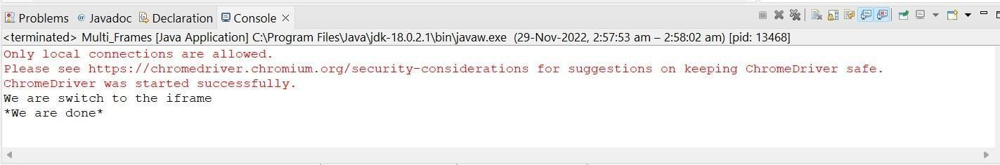 Problems @ Javadoc Declaration Console
<terminated> Multi_Frames [Java Application] C:\Program Files\Java\jdk-18.0.2.1\bin\javaw.exe (29-Nov-2022, 2:57:53 am – 2:58:02 am) [pid: 13468]
Only local connections are allowed.
Please see https://chromedriver.chromium.org/security-considerations for suggestions on keeping ChromeDriver safe.
ChromeDriver was started successfully.
We are switch to the iframe
*We are done*